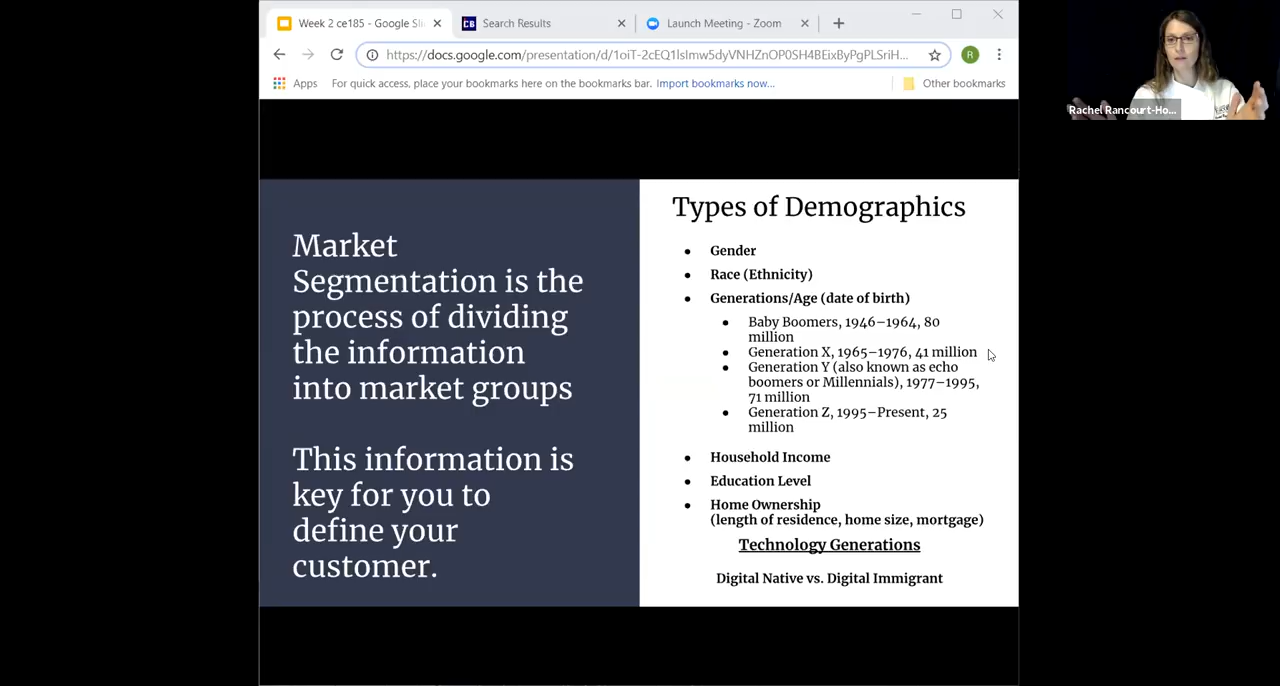 Week 2 ce185 - Google Sli
Search Results
Launch Meeting - Zoom
https://docs.google.com/presentation/d/
R
Apps
For quick access, place your bookmarks here on the bookmarks bar. Import bookmarks now...
Other bookmarks
Rachel Rancourt-Ho...
Market
Segmentation is the
process of dividing
the information
into market groups
This information is
key for you to
define your
customer.
Types of Demographics
• Gender
• Race (Ethnicity)
• Generations/Age (date of birth)
• Baby Boomers, 1946–1964, 80
million
• Generation X, 1965–1976, 41 million
• Generation Y (also known as echo
boomers or Millennials), 1977–1995,
71 million
• Generation Z, 1995–Present, 25
million
• Household Income
• Education Level
• Home Ownership
(length of residence, home size, mortgage)
Technology Generations
Digital Native vs. Digital Immigrant